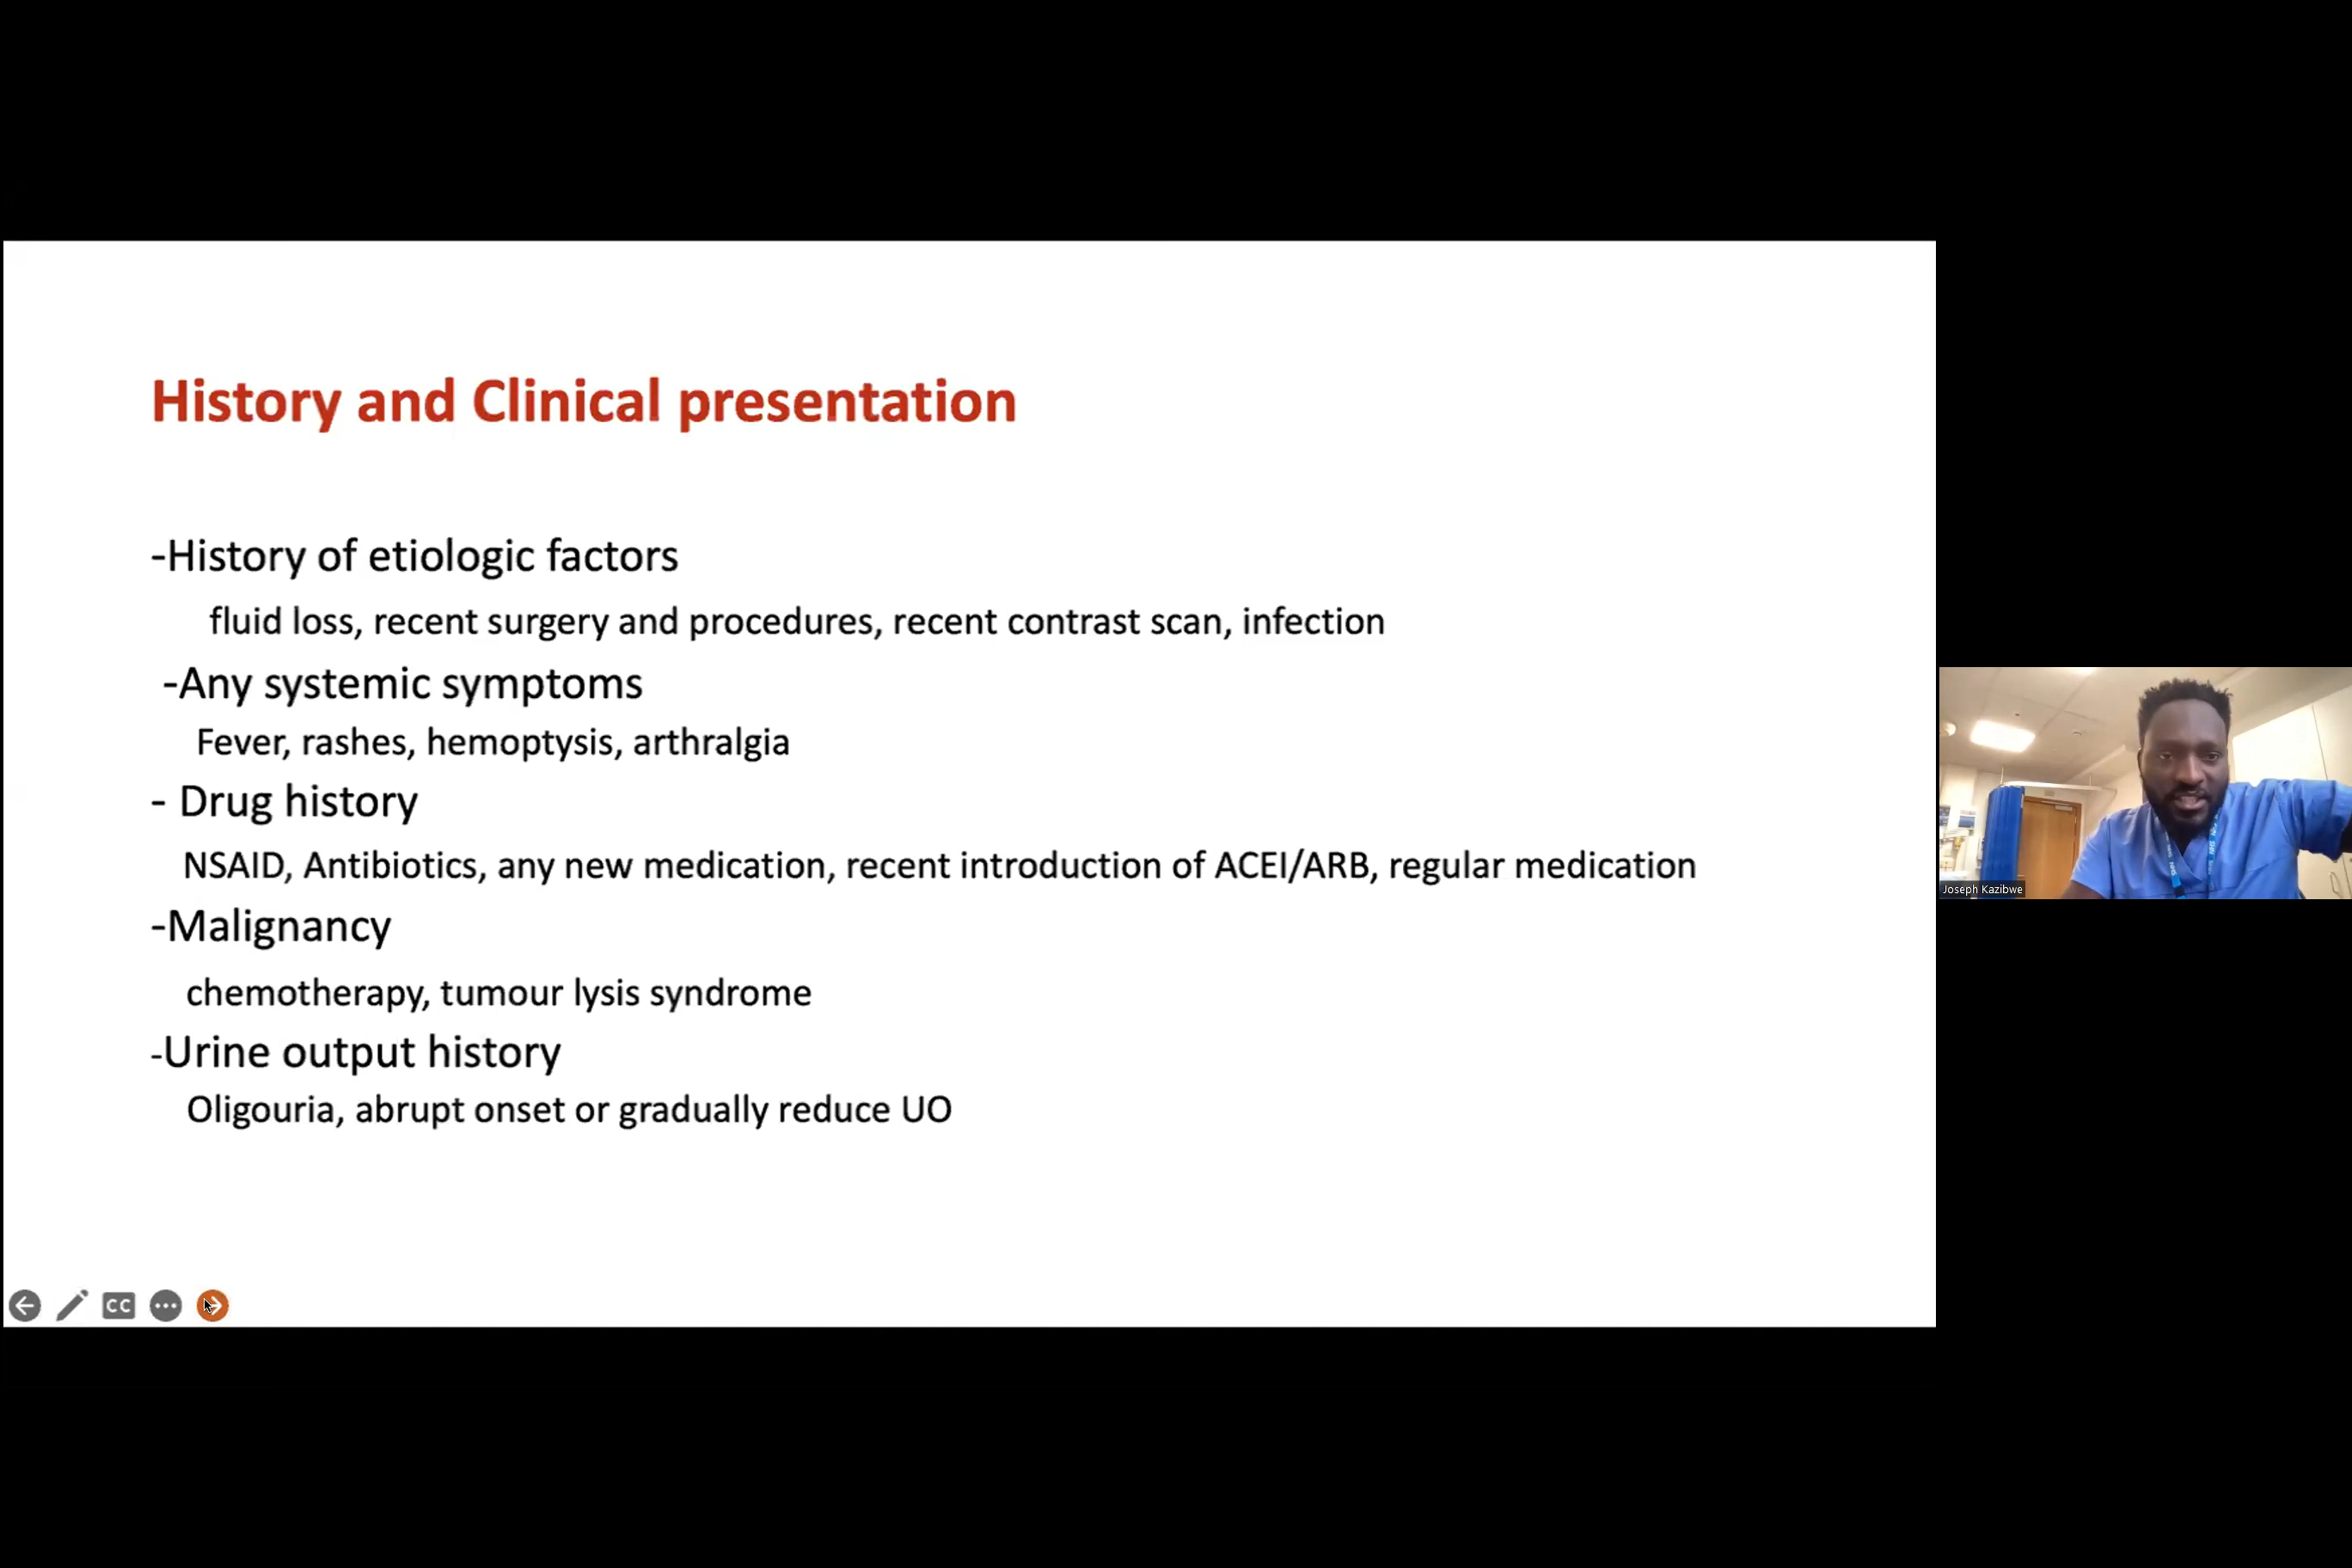 History and Clinical presentation
-History of etiologic factors
fluid loss, recent surgery and procedures, recent contrast scan, infection
-Any systemic symptoms
Fever, rashes, hemoptysis, arthralgia
- Drug history
NSAID, Antibiotics, any new medication, recent introduction of ACEI/ARB, regular medication
-Malignancy
chemotherapy, tumour lysis syndrome
-Urine output history
Oligouria, abrupt onset or gradually reduce UO
CC
Joseph Kazibwe